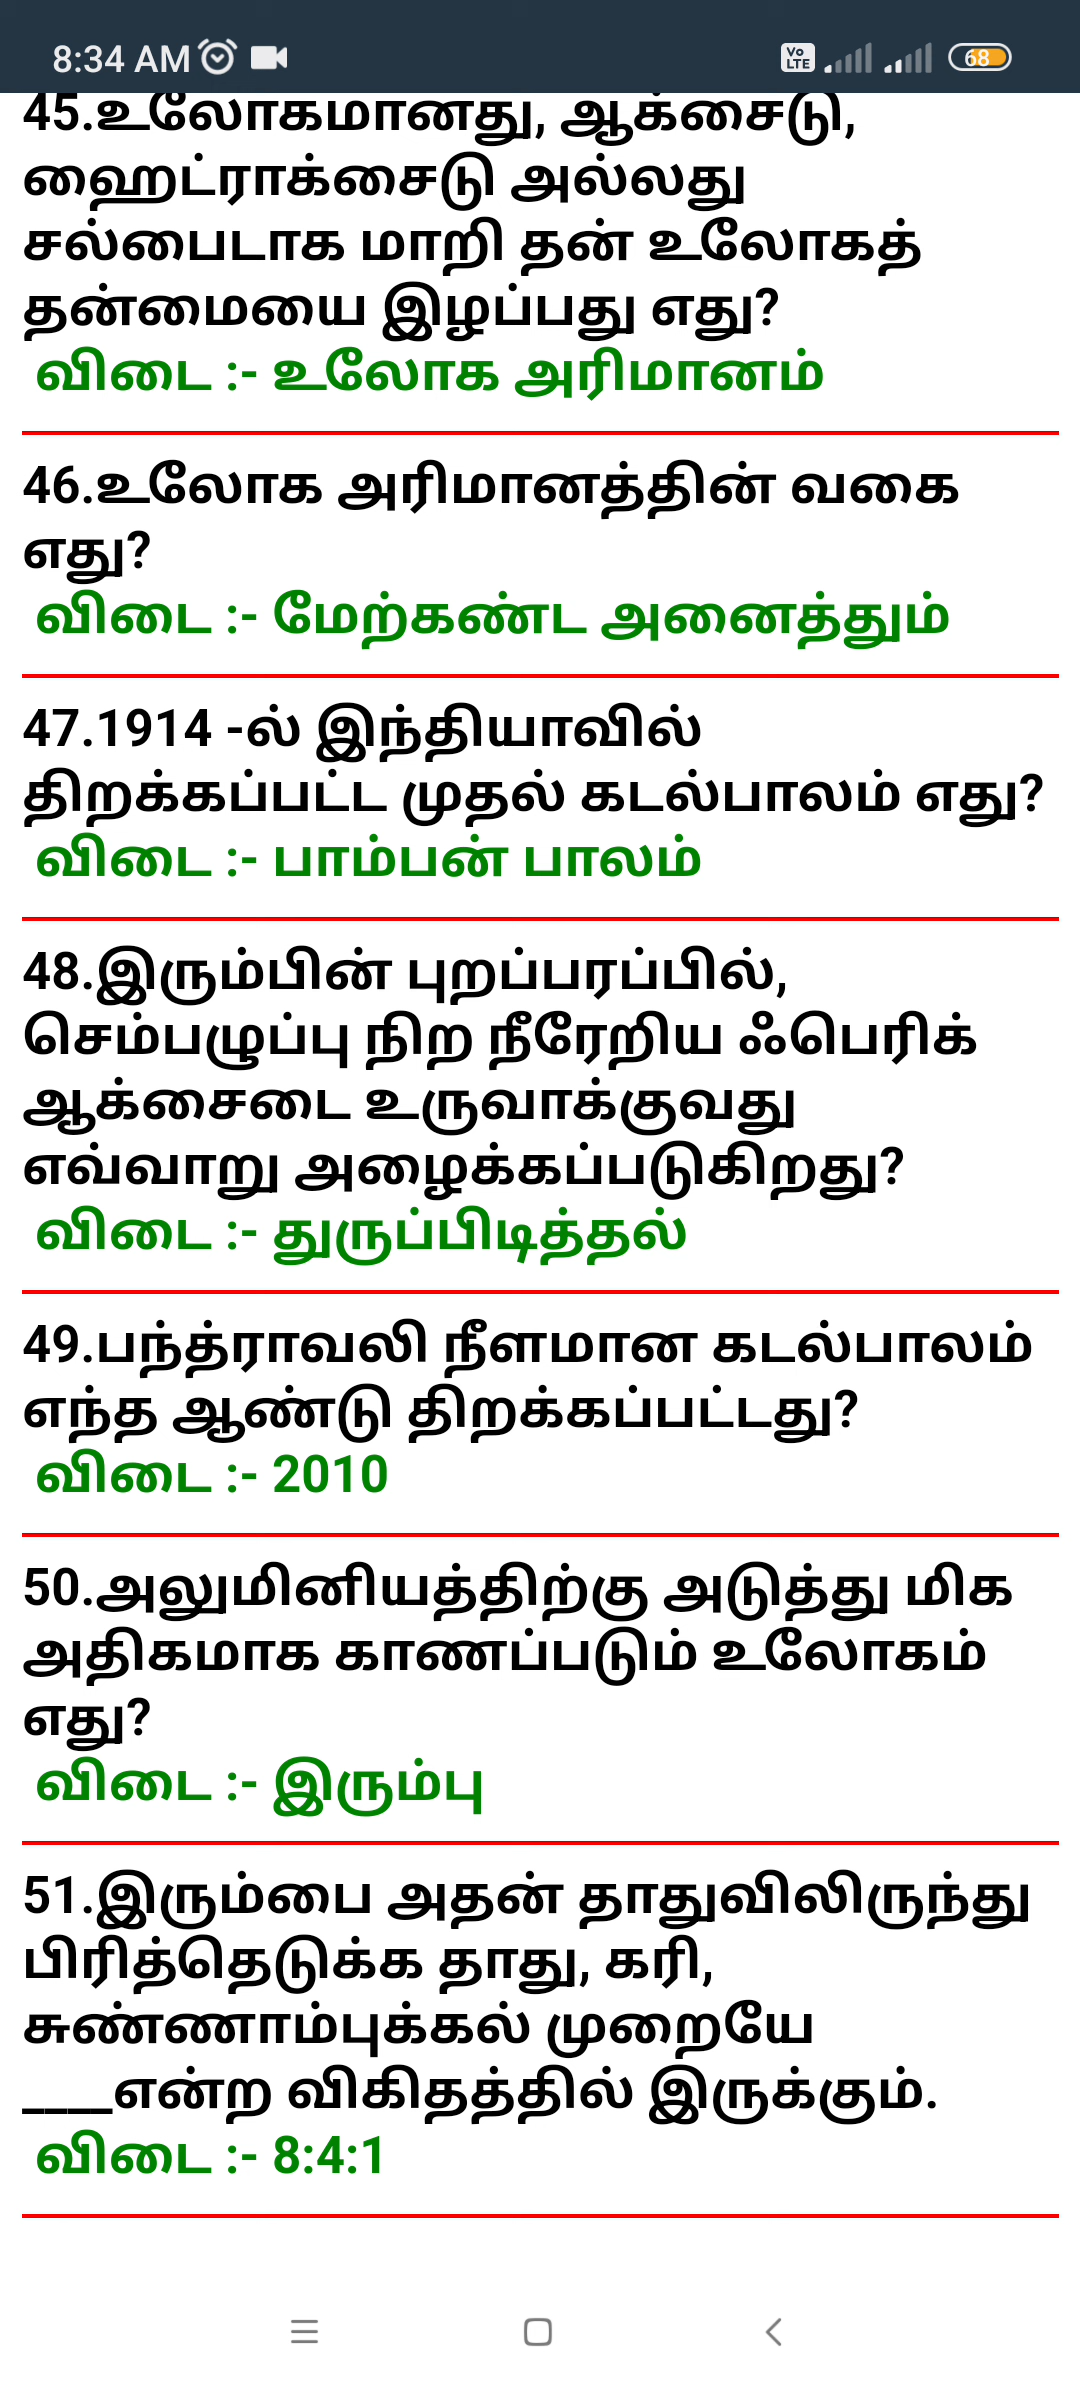 8:34 AM
Vo LTE 68
45.உலோகமானது, ஆக்சைடு,
ஹைட்ராக்சைடு அல்லது
சல்பைடாக மாறி தன் உலோகத்
தன்மையை இழப்பது எது?
விடை :- உலோக அரிமானம்
46.உலோக அரிமானத்தின் வகை
எது?
விடை :- மேற்கண்ட அனைத்தும்
47.1914 -ல் இந்தியாவில்
திறக்கப்பட்ட முதல் கடல்பாலம் எது?
விடை :- பாம்பன் பாலம்
48.இரும்பின் புறப்பரப்பில்,
செம்பழுப்பு நிற நீரேறிய ஃபெரிக்
ஆக்சைடை உருவாக்குவது
எவ்வாறு அழைக்கப்படுகிறது?
விடை :- துருப்பிடித்தல்
49.பந்த்ராவலி நீளமான கடல்பாலம்
எந்த ஆண்டு திறக்கப்பட்டது?
விடை :- 2010
50.அலுமினியத்திற்கு அடுத்து மிக
அதிகமாக காணப்படும் உலோகம்
எது?
விடை :- இரும்பு
51.இரும்பை அதன் தாதுவிலிருந்து
பிரித்தெடுக்க தாது, கரி,
சுண்ணாம்புக்கல் முறையே
____என்ற விகிதத்தில் இருக்கும்.
விடை :- 8:4:1